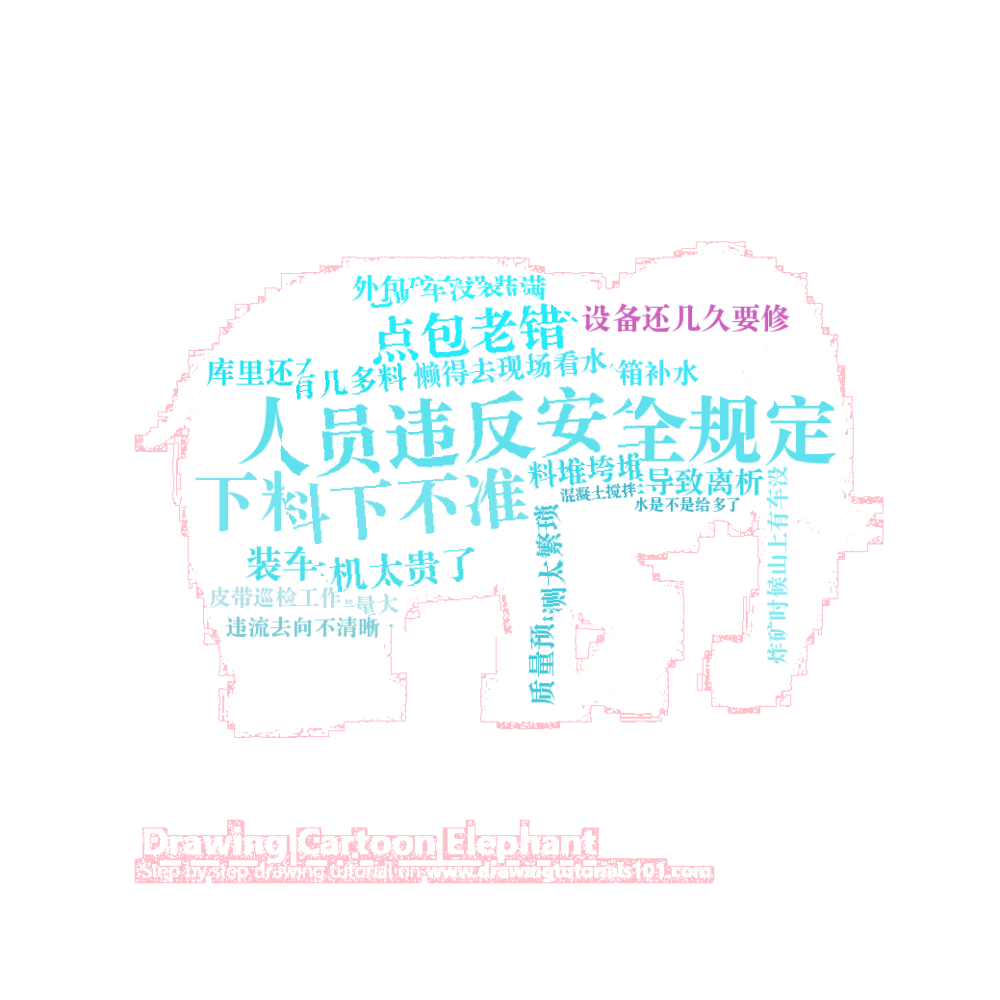 外包矿车没装满
点包老错
设备还几久要修
库里还有几多料
懒得去现场看水
箱补水
人员违反安全规定
料堆垮堆
导致离析
下料下不准
混凝土搅拌
水是不是给多了
炸矿时候山上有车没
质量预测太繁琐
装车机太贵了
皮带巡检工作量大
违流去向不清晰
Drawing Cartoon Elephant
Step by step drawing tutorial on www.drawingtutorials101.com